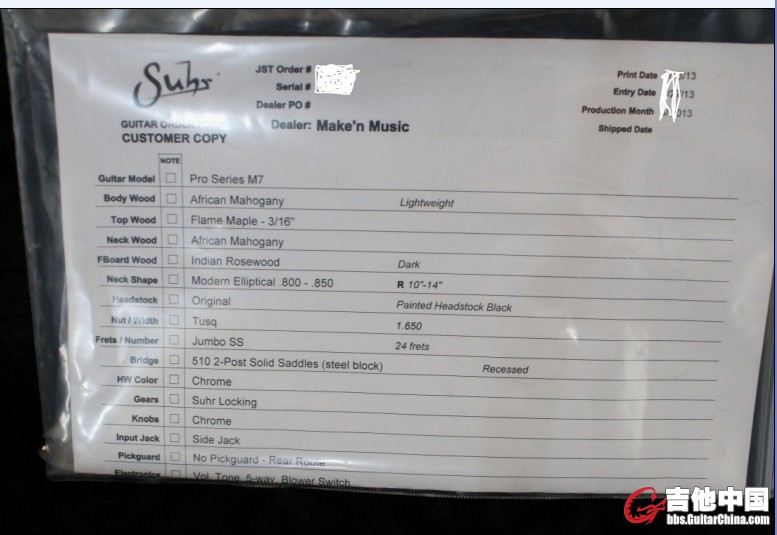 Suhr
JST Order #
Serial #
Dealer PO #
Dealer: Make'n Music
Print Date /13
Entry Date /13
Production Month 013
Shipped Date
GUITAR ORDER
CUSTOMER COPY
NOTE
Guitar Model Pro Series M7
Body Wood African Mahogany Lightweight
Top Wood Flame Maple - 3/16"
Neck Wood African Mahogany
FBoard Wood Indian Rosewood Dark
Neck Shape Modern Elliptical .800 - .850 R 10"-14"
Headstock Original Painted Headstock Black
Nut / Width Tusq 1.650
Frets / Number Jumbo SS 24 frets
Bridge 510 2-Post Solid Saddles (steel block) Recessed
HW Color Chrome
Gears Suhr Locking
Knobs Chrome
Input Jack Side Jack
Pickguard No Pickguard - Rear Route
Electronics Vol, Tone, 5-way, Blower Switch
吉他中国
bbs.GuitarChina.com